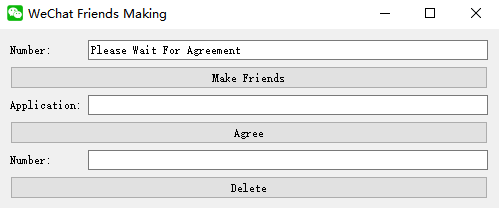 WeChat Friends Making
Number: Please Wait For Agreement
Make Friends
Application:
Agree
Number:
Delete